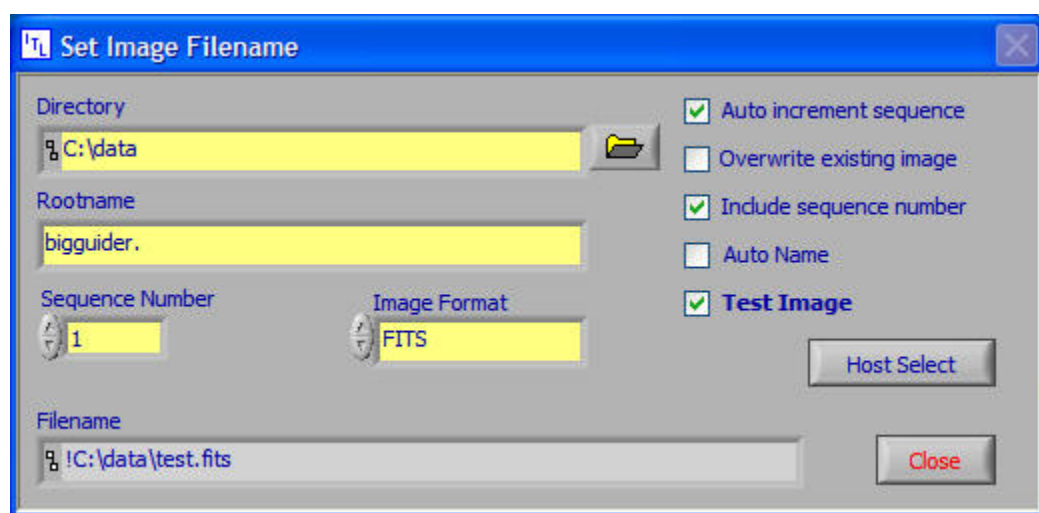 ITL Set Image Filename
Directory
C:\data
Rootname
bigguider.
Sequence Number
1
Image Format
FITS
Auto increment sequence
Overwrite existing image
Include sequence number
Auto Name
Test Image
Host Select
Filename
!C:\data\test.fits
Close